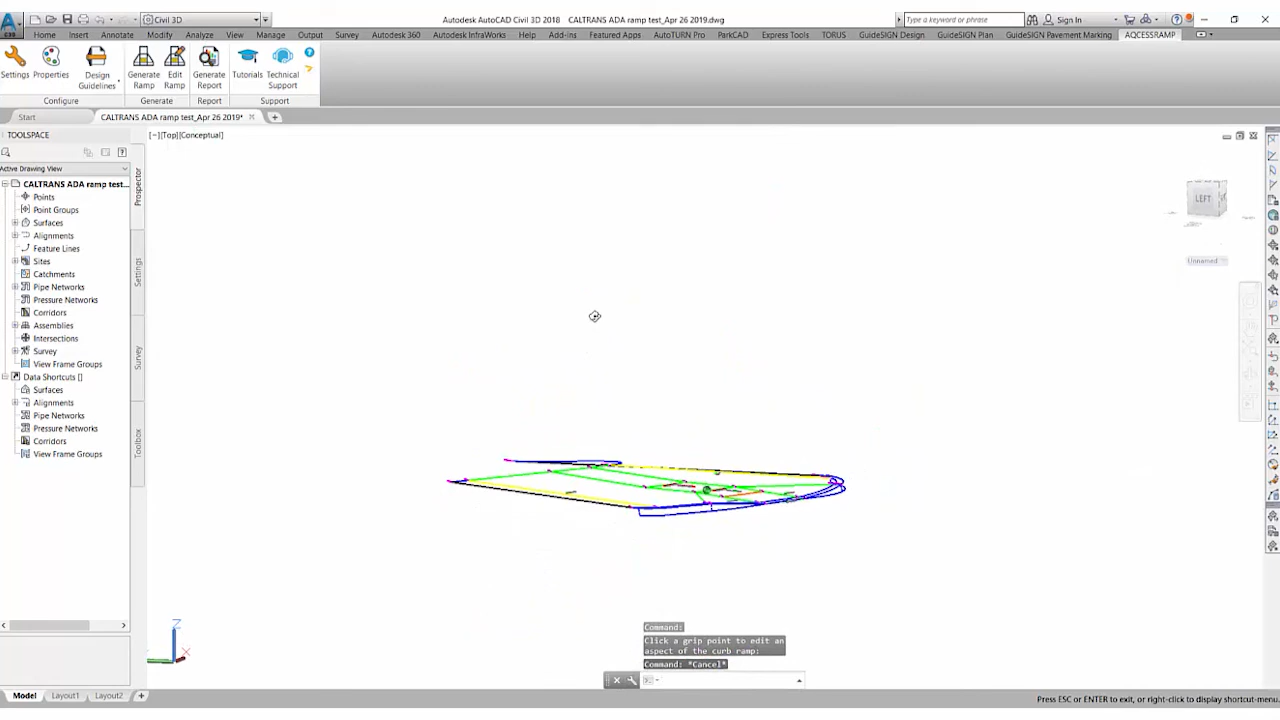 Civil 3D
Autodesk AutoCAD Civil 3D 2018 CALTRANS ADA ramp test_Apr 26 2019.dwg
Type a keyword or phrase
Sign In
Home Insert Annotate Modify Analyze View Manage Output Survey Autodesk 360 Autodesk InfraWorks Help Add-ins Featured Apps AutoTURN Pro ParkCAD Express Tools TORUS GuideSIGN Design GuideSIGN Plan GuideSIGN Pavement Marking AQCESSRAMP
Settings Properties Design Guidelines Generate Ramp Edit Ramp Generate Report Tutorials Technical Support
Configure Generate Report Support
Start CALTRANS ADA ramp test_Apr 26 2019*
TOOLSPACE
[−][Top][Conceptual]
Active Drawing View
CALTRANS ADA ramp test...
Points
Point Groups
Surfaces
Alignments
Feature Lines
Sites
Catchments
Pipe Networks
Pressure Networks
Corridors
Assemblies
Intersections
Survey
View Frame Groups
Data Shortcuts []
Surfaces
Alignments
Pipe Networks
Pressure Networks
Corridors
View Frame Groups
Prospector
Settings
Survey
Toolbox
LEFT
Unnamed
Z
X
Command:
Click a grip point to edit an
aspect of the curb ramp:
Command: *Cancel*
Model Layout1 Layout2
Press ESC or ENTER to exit, or right-click to display shortcut-menu.